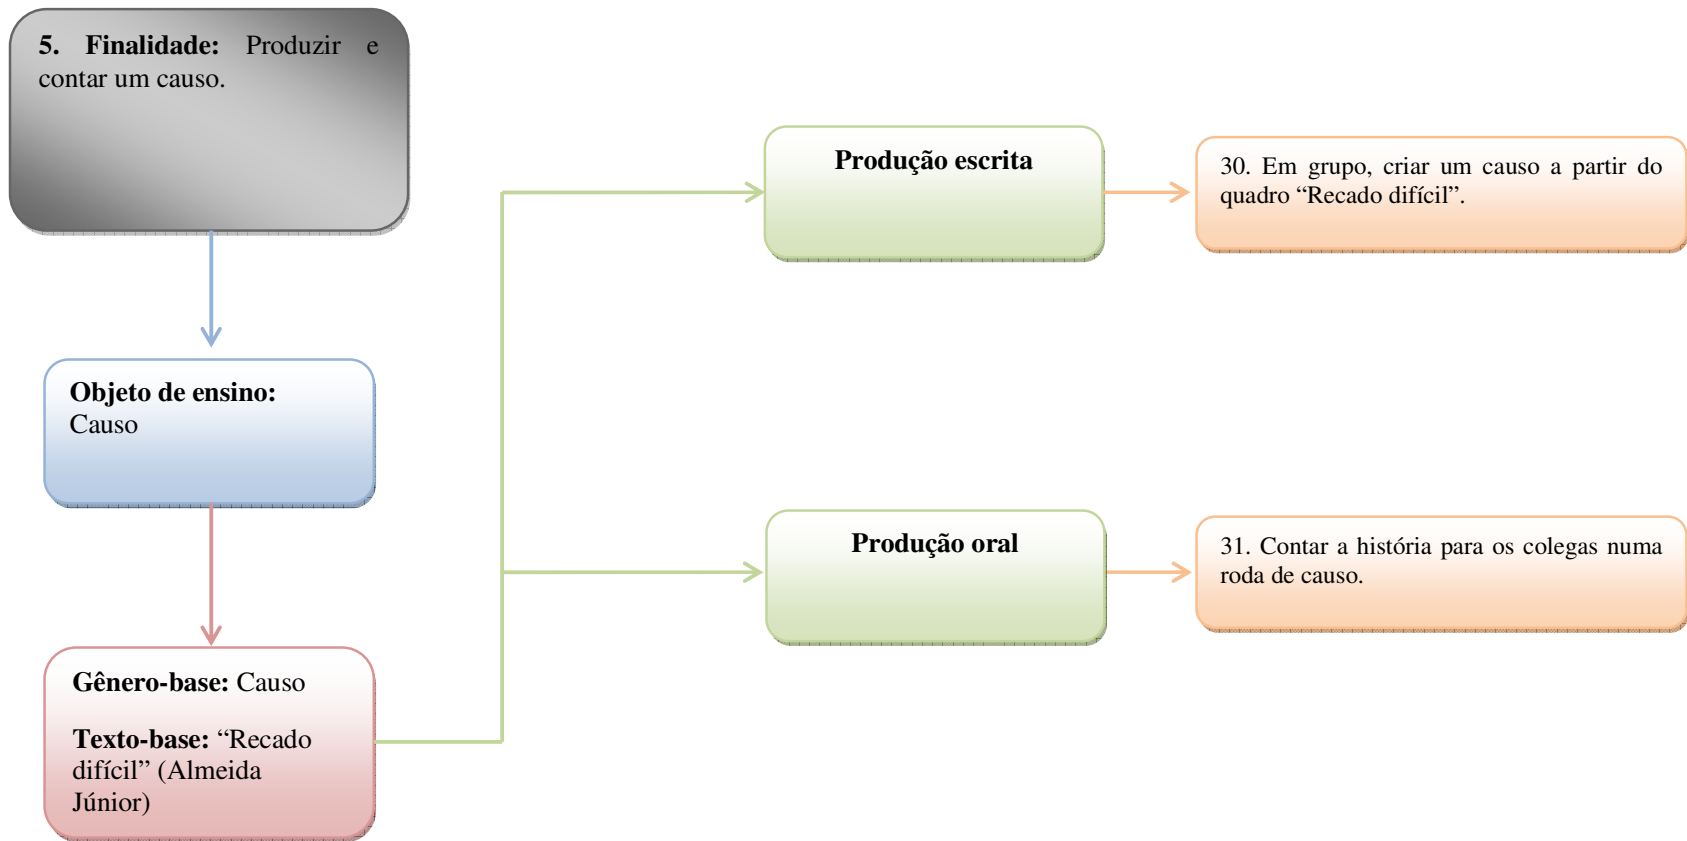 5. Finalidade: Produzir e
contar um causo.
Objeto de ensino:
Causo
Gênero-base: Causo
Texto-base: “Recado
difícil” (Almeida
Júnior)
Produção escrita
30. Em grupo, criar um causo a partir do
quadro “Recado difícil”.
Produção oral
31. Contar a história para os colegas numa
roda de causo.